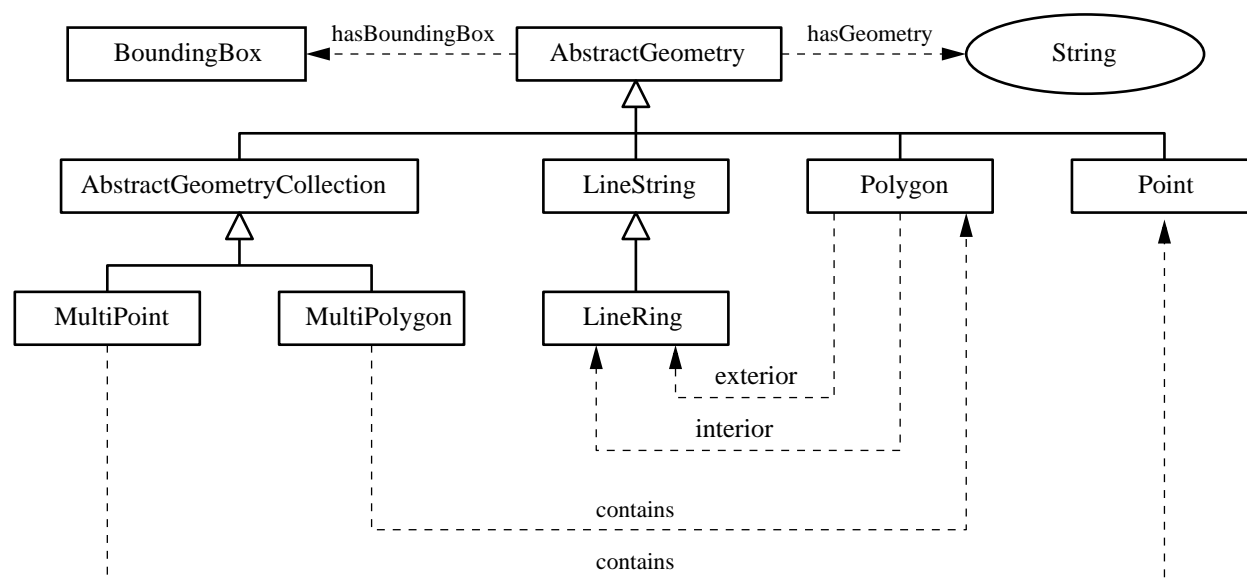 hasBoundingBox
hasGeometry
BoundingBox
AbstractGeometry
String
AbstractGeometryCollection
LineString
Polygon
Point
MultiPoint
MultiPolygon
LineRing
exterior
interior
contains
contains